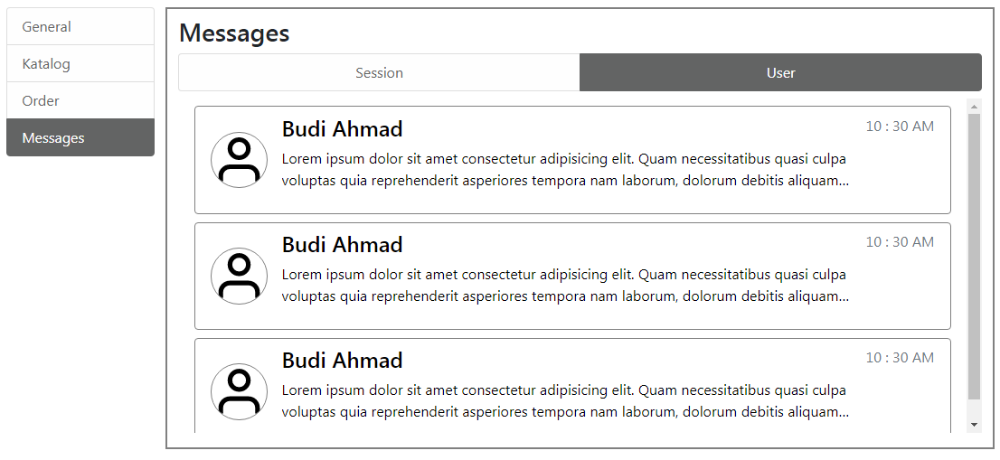 General
Katalog
Order
Messages
Messages
Session
User
Budi Ahmad
10 : 30 AM
Lorem ipsum dolor sit amet consectetur adipisicing elit. Quam necessitatibus quasi culpa
voluptas quia reprehenderit asperiores tempora nam laborum, dolorum debitis aliquam...
Budi Ahmad
10 : 30 AM
Lorem ipsum dolor sit amet consectetur adipisicing elit. Quam necessitatibus quasi culpa
voluptas quia reprehenderit asperiores tempora nam laborum, dolorum debitis aliquam...
Budi Ahmad
10 : 30 AM
Lorem ipsum dolor sit amet consectetur adipisicing elit. Quam necessitatibus quasi culpa
voluptas quia reprehenderit asperiores tempora nam laborum, dolorum debitis aliquam...